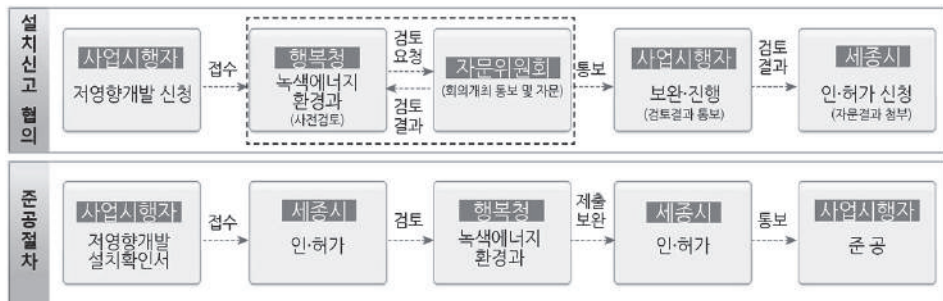 설치신고 협의
사업시행자
저영향개발 신청
접수
행복청
녹색에너지
환경과
(사전검토)
검토
요청
검토
결과
자문위원회
(회의개최 통보 및 자문)
통보
사업시행자
보완·진행
(검토결과 통보)
검토
결과
세종시
인·허가 신청
(자문결과 첨부)
준공절차
사업시행자
저영향개발
설치확인서
접수
세종시
인·허가
검토
행복청
녹색에너지
환경과
제출
보완
세종시
인·허가
통보
사업시행자
준 공